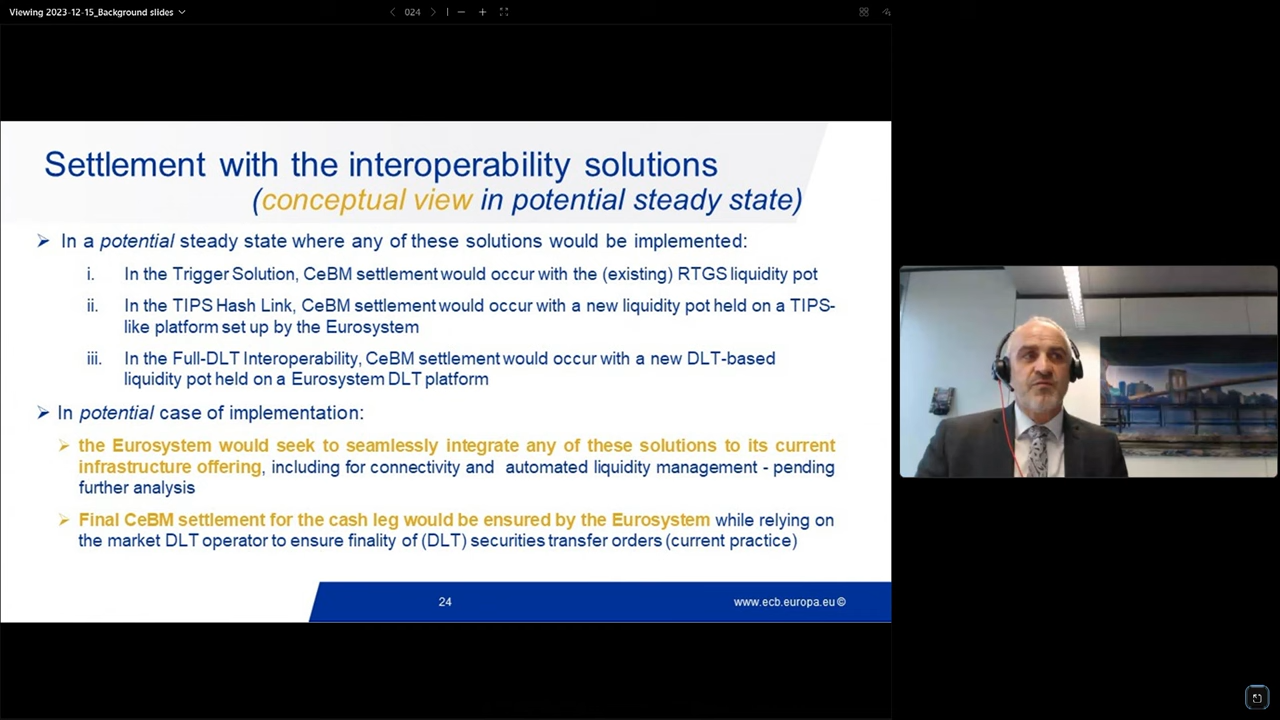 Viewing 2023-12-15_Background slides
024
Settlement with the interoperability solutions
(conceptual view in potential steady state)
In a potential steady state where any of these solutions would be implemented:
i. In the Trigger Solution, CeBM settlement would occur with the (existing) RTGS liquidity pot
ii. In the TIPS Hash Link, CeBM settlement would occur with a new liquidity pot held on a TIPS-
like platform set up by the Eurosystem
iii. In the Full-DLT Interoperability, CeBM settlement would occur with a new DLT-based
liquidity pot held on a Eurosystem DLT platform
In potential case of implementation:
the Eurosystem would seek to seamlessly integrate any of these solutions to its current
infrastructure offering, including for connectivity and automated liquidity management - pending
further analysis
Final CeBM settlement for the cash leg would be ensured by the Eurosystem while relying on
the market DLT operator to ensure finality of (DLT) securities transfer orders (current practice)
24
www.ecb.europa.eu ©